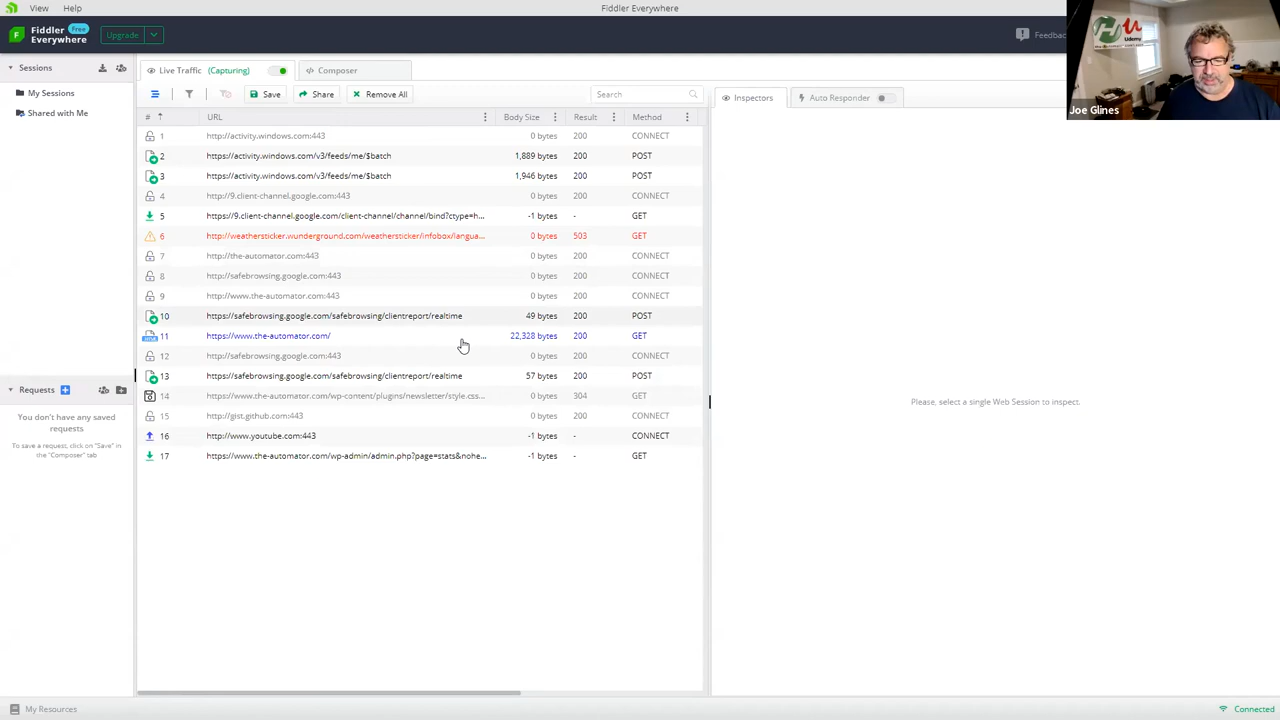 View Help
Fiddler Everywhere
Fiddler Everywhere Free
Upgrade
Feedba
Udemy
Joe Glines
Sessions
My Sessions
Shared with Me
Live Traffic (Capturing)
Composer
Save Share Remove All
Search
Inspectors
Auto Responder
# URL Body Size Result Method
1 http://activity.windows.com:443 0 bytes 200 CONNECT
2 https://activity.windows.com/v3/feeds/me/$batch 1,889 bytes 200 POST
3 https://activity.windows.com/v3/feeds/me/$batch 1,946 bytes 200 POST
4 http://9.client-channel.google.com:443 0 bytes 200 CONNECT
5 https://9.client-channel.google.com/client-channel/channel/bind?ctype=h... -1 bytes - GET
6 http://weathersticker.wunderground.com/weathersticker/infobox/langua... 0 bytes 503 GET
7 http://the-automator.com:443 0 bytes 200 CONNECT
8 http://safebrowsing.google.com:443 0 bytes 200 CONNECT
9 http://www.the-automator.com:443 0 bytes 200 CONNECT
10 https://safebrowsing.google.com/safebrowsing/clientreport/realtime 49 bytes 200 POST
11 https://www.the-automator.com/ 22,328 bytes 200 GET
12 http://safebrowsing.google.com:443 0 bytes 200 CONNECT
13 https://safebrowsing.google.com/safebrowsing/clientreport/realtime 57 bytes 200 POST
14 https://www.the-automator.com/wp-content/plugins/newsletter/style.css... 0 bytes 304 GET
15 http://gist.github.com:443 0 bytes 200 CONNECT
16 http://www.youtube.com:443 -1 bytes - CONNECT
17 https://www.the-automator.com/wp-admin/admin.php?page=stats&nohe... -1 bytes - GET
Requests
You don't have any saved
requests
To save a request, click on "Save" in
the "Composer" tab
Please, select a single Web Session to inspect.
My Resources
Connected